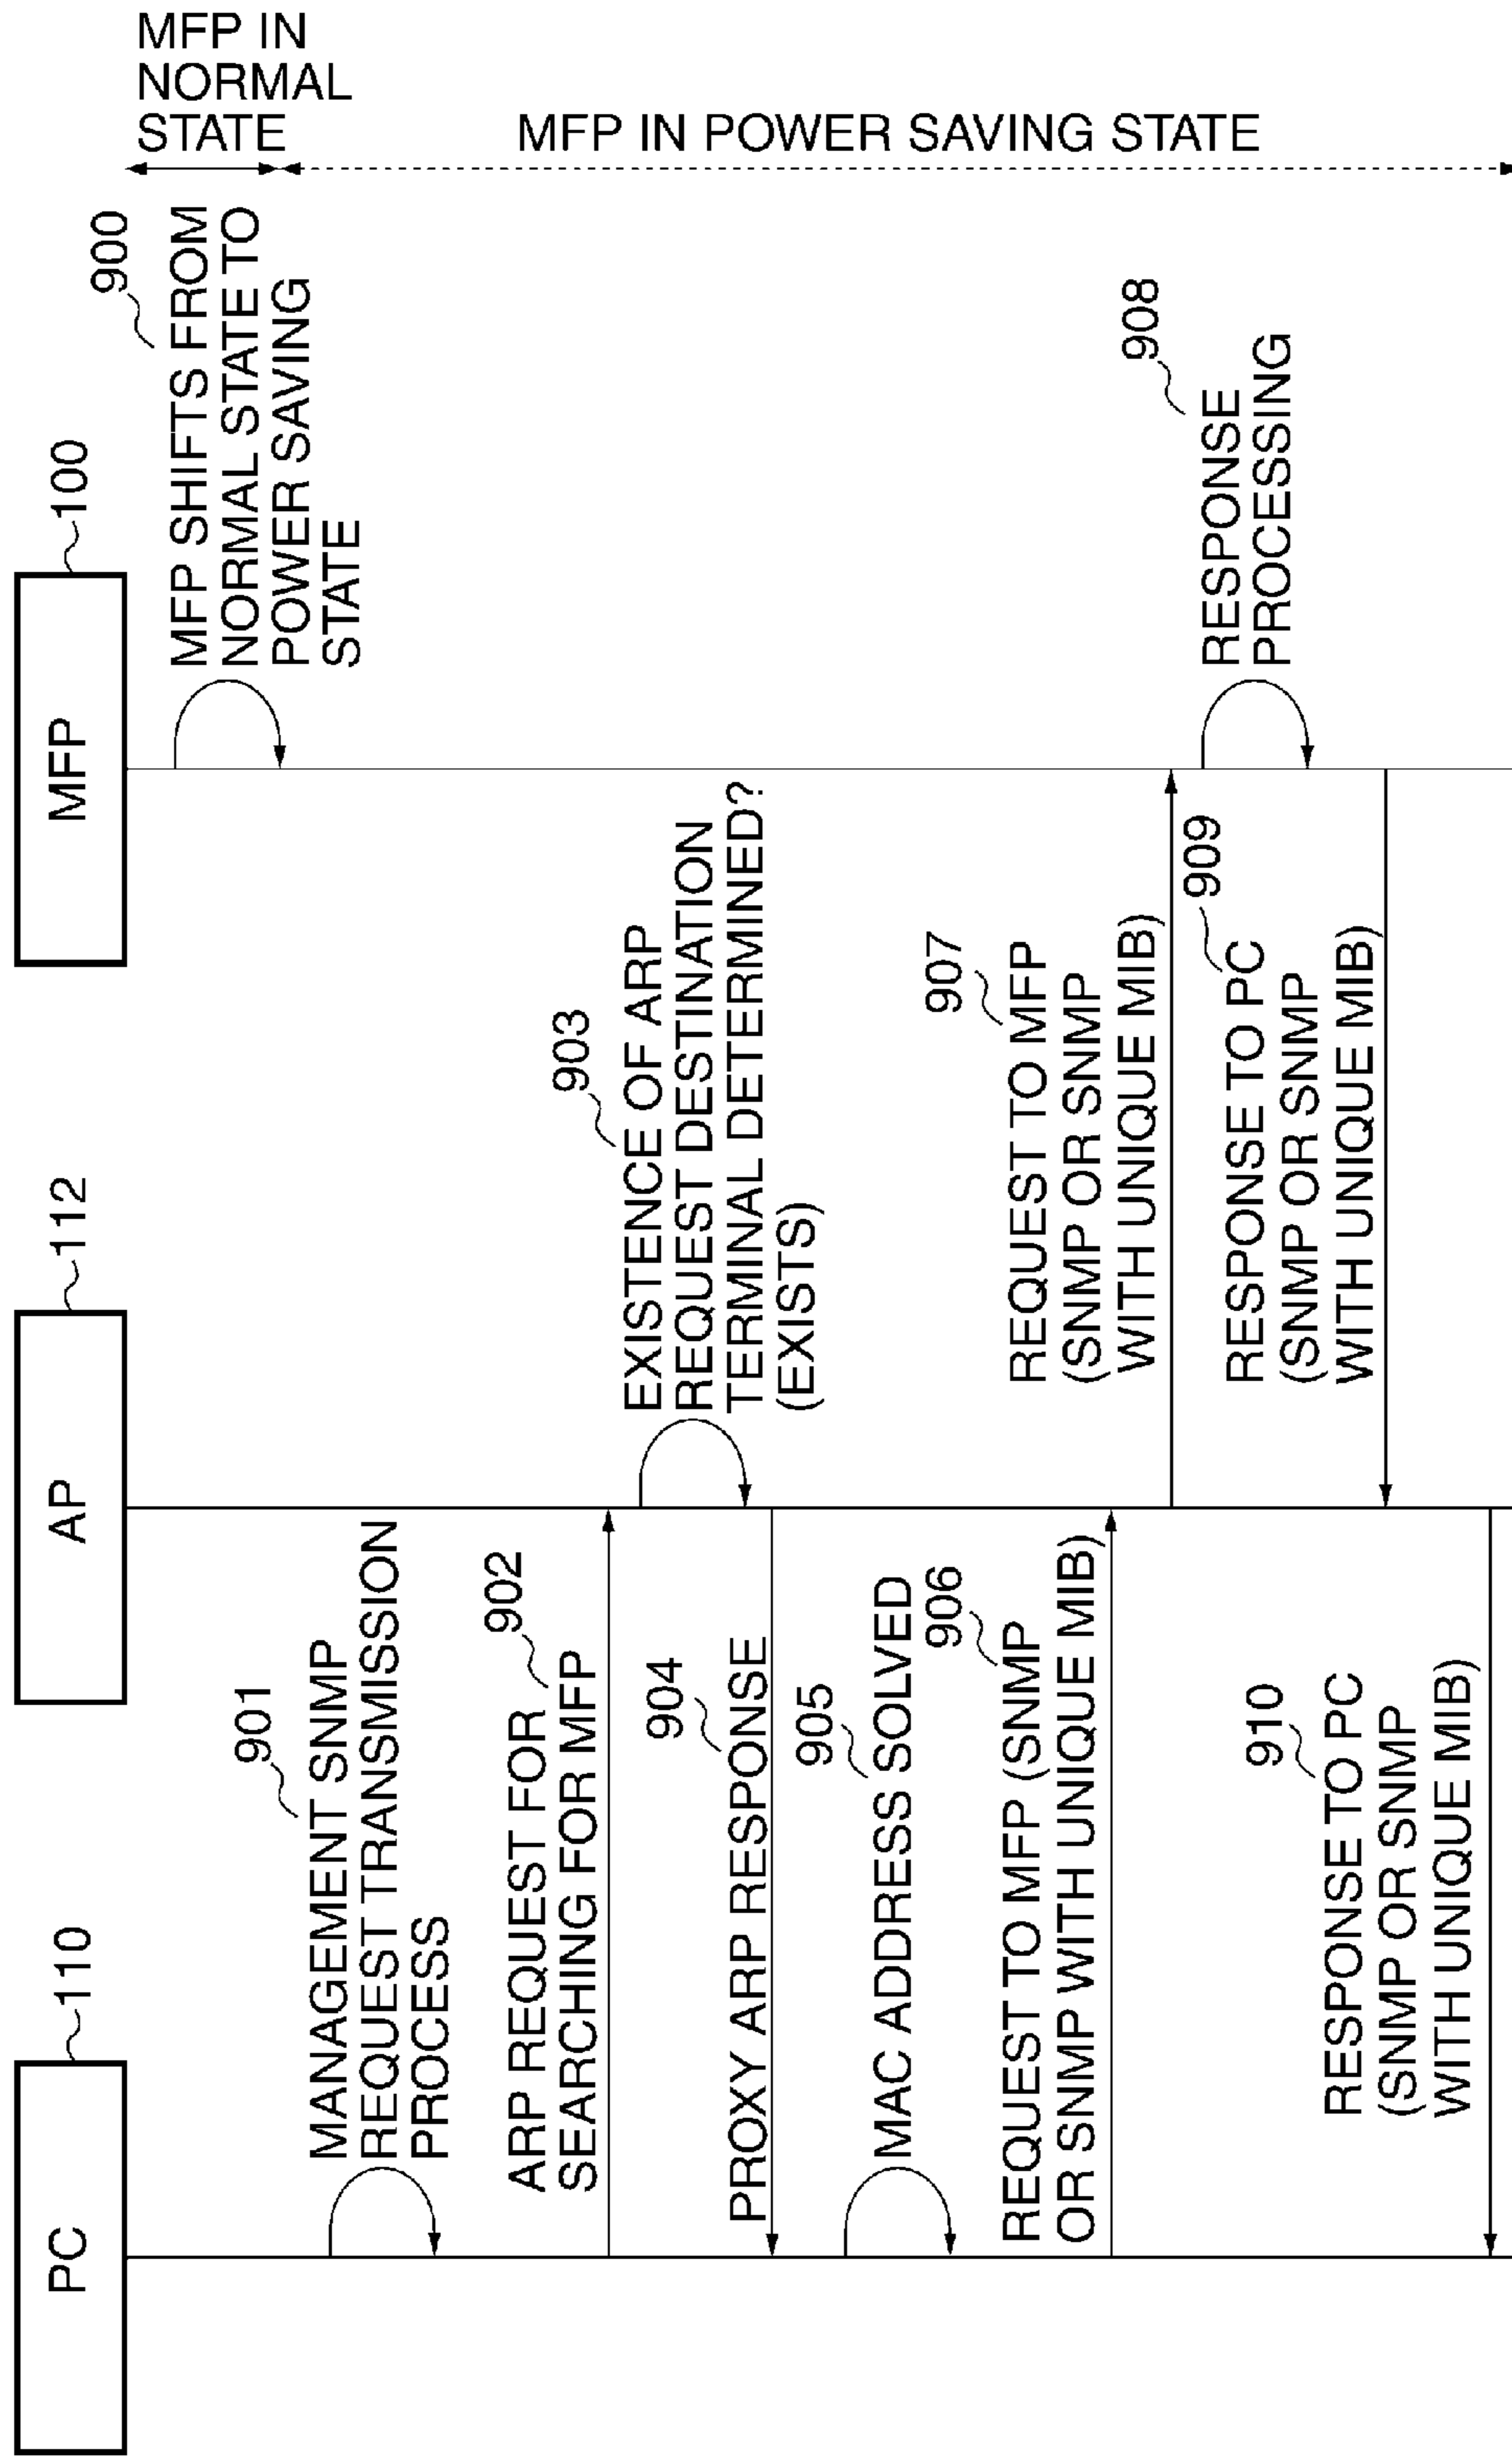 PC
110
AP
112
MFP
100
MFP IN
NORMAL
STATE
MFP IN POWER SAVING STATE
900
MFP SHIFTS FROM
NORMAL STATE TO
POWER SAVING
STATE
901
MANAGEMENT SNMP
REQUEST TRANSMISSION
PROCESS
902
ARP REQUEST FOR
SEARCHING FOR MFP
903
EXISTENCE OF ARP
REQUEST DESTINATION
TERMINAL DETERMINED?
(EXISTS)
904
PROXY ARP RESPONSE
905
MAC ADDRESS SOLVED
906
REQUEST TO MFP (SNMP
OR SNMP WITH UNIQUE MIB)
907
REQUEST TO MFP
(SNMP OR SNMP
WITH UNIQUE MIB)
908
RESPONSE
PROCESSING
909
RESPONSE TO PC
(SNMP OR SNMP
WITH UNIQUE MIB)
910
RESPONSE TO PC
(SNMP OR SNMP
WITH UNIQUE MIB)